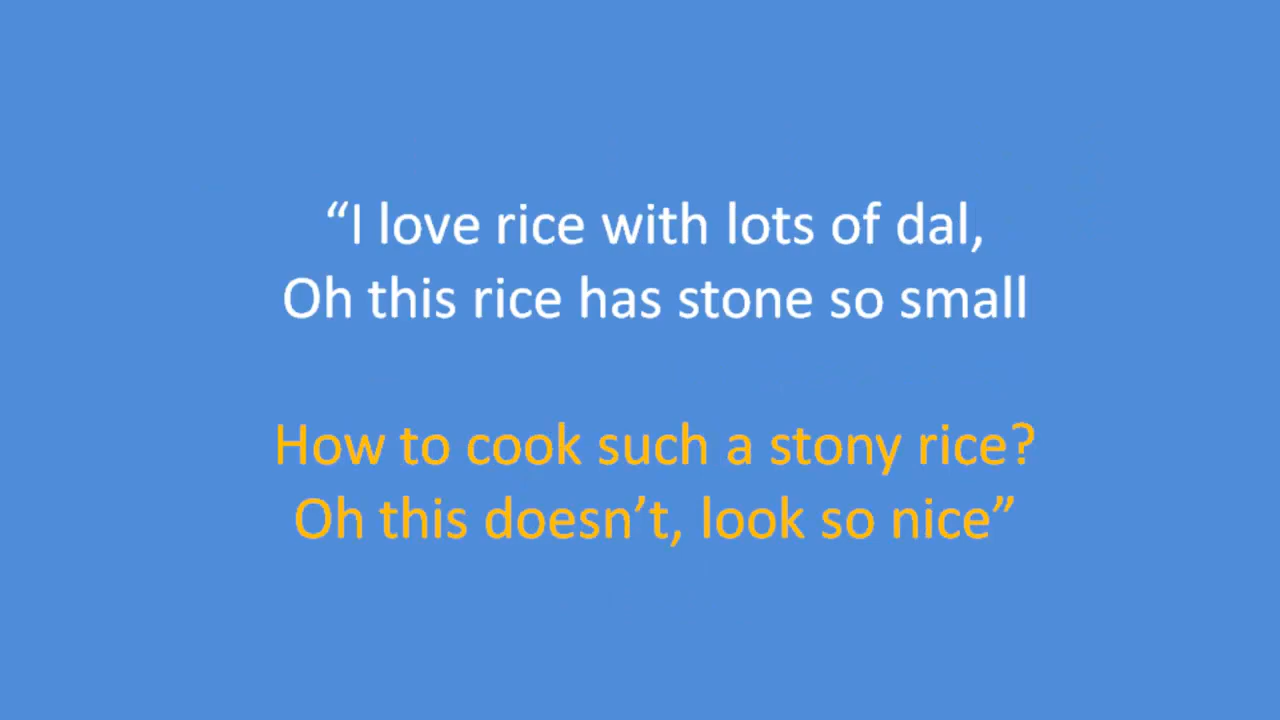 “I love rice with lots of dal,
Oh this rice has stone so small
How to cook such a stony rice?
Oh this doesn’t, look so nice”